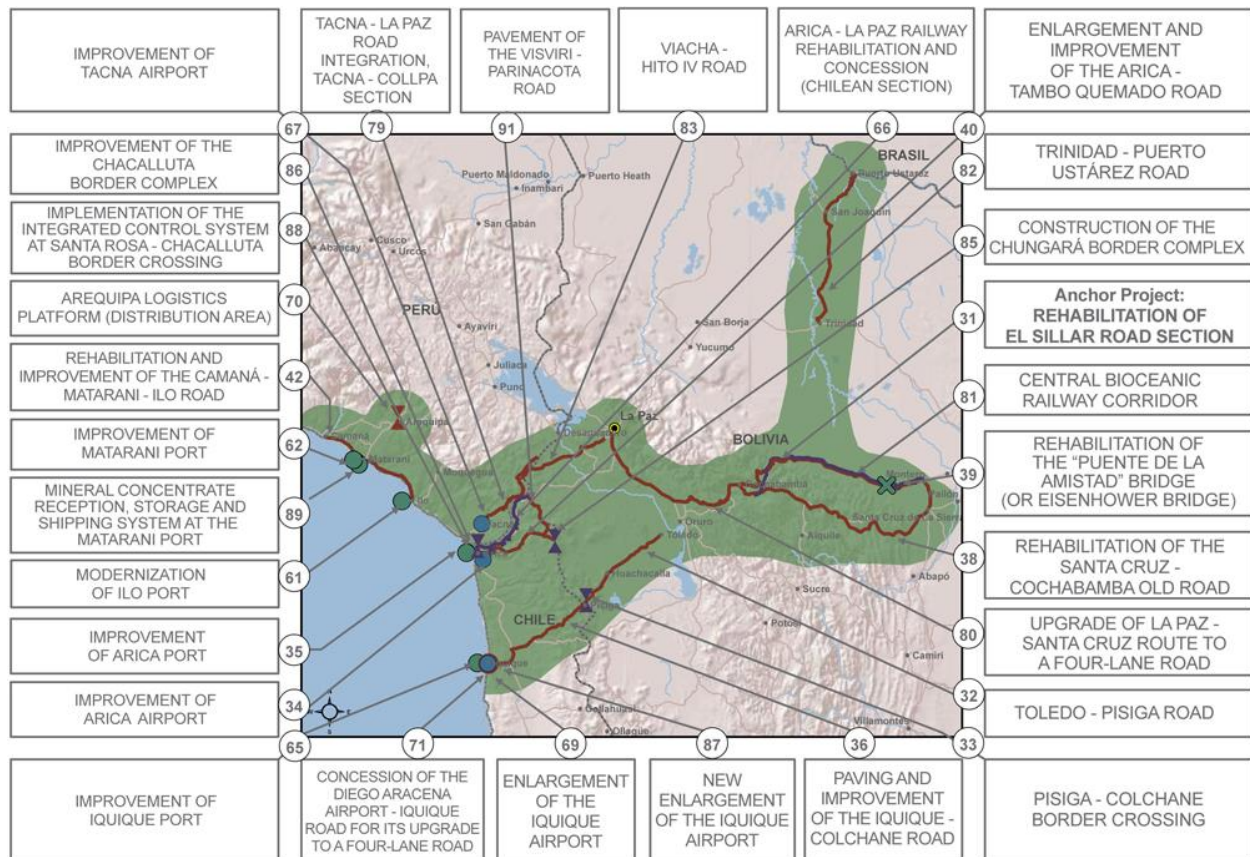 IMPROVEMENT OF
TACNA AIRPORT
TACNA - LA PAZ
ROAD
INTEGRATION,
TACNA - COLLPA
SECTION
PAVEMENT OF
THE VISVIRI -
PARINACOTA
ROAD
VIACHA -
HITO IV ROAD
ARICA - LA PAZ RAILWAY
REHABILITATION AND
CONCESSION
(CHILEAN SECTION)
ENLARGEMENT AND
IMPROVEMENT
OF THE ARICA -
TAMBO QUEMADO ROAD
67
79
91
83
66
40
IMPROVEMENT OF THE
CHACALLUTA
BORDER COMPLEX
86
IMPLEMENTATION OF THE
INTEGRATED CONTROL SYSTEM
AT SANTA ROSA - CHACALLUTA
BORDER CROSSING
88
AREQUIPA LOGISTICS
PLATFORM (DISTRIBUTION AREA)
70
REHABILITATION AND
IMPROVEMENT OF THE CAMANÁ -
MATARANI - ILO ROAD
42
IMPROVEMENT OF
MATARANI PORT
62
MINERAL CONCENTRATE
RECEPTION, STORAGE AND
SHIPPING SYSTEM AT THE
MATARANI PORT
89
MODERNIZATION
OF ILO PORT
61
IMPROVEMENT
OF ARICA PORT
35
IMPROVEMENT OF
ARICA AIRPORT
34
BRASIL
Puerto Ustarez
Puerto Maldonado
Inambari
Puerto Heath
San Joaquín
San Gabán
Abancay
Cusco
Urcos
PERÚ
Ayaviri
San Borja
Trinidad
Yucumo
Juliaca
Puno
Arequipa
La Paz
Desaguadero
BOLIVIA
Matarani
Moquegua
Montero
Ilo
Cochabamba
Pailón
Tacna
Oruro
Santa Cruz de La Sierra
Toledo
Aiquile
Huachacalla
Abapó
Sucre
CHILE
Pisiga
Potosí
Camiri
Iquique
Collahuasi
Villamontes
Ollague
82
TRINIDAD - PUERTO
USTÁREZ ROAD
85
CONSTRUCTION OF THE
CHUNGARÁ BORDER COMPLEX
31
Anchor Project:
REHABILITATION OF
EL SILLAR ROAD SECTION
81
CENTRAL BIOCEANIC
RAILWAY CORRIDOR
39
REHABILITATION OF
THE “PUENTE DE LA
AMISTAD” BRIDGE
(OR EISENHOWER BRIDGE)
38
REHABILITATION OF THE
SANTA CRUZ -
COCHABAMBA OLD ROAD
80
UPGRADE OF LA PAZ -
SANTA CRUZ ROUTE TO
A FOUR-LANE ROAD
32
TOLEDO - PISIGA ROAD
65
71
69
87
36
33
IMPROVEMENT OF
IQUIQUE PORT
CONCESSION OF THE
DIEGO ARACENA
AIRPORT - IQUIQUE
ROAD FOR ITS UPGRADE
TO A FOUR-LANE ROAD
ENLARGEMENT
OF THE
IQUIQUE
AIRPORT
NEW
ENLARGEMENT
OF THE IQUIQUE
AIRPORT
PAVING AND
IMPROVEMENT
OF THE IQUIQUE -
COLCHANE ROAD
PISIGA - COLCHANE
BORDER CROSSING